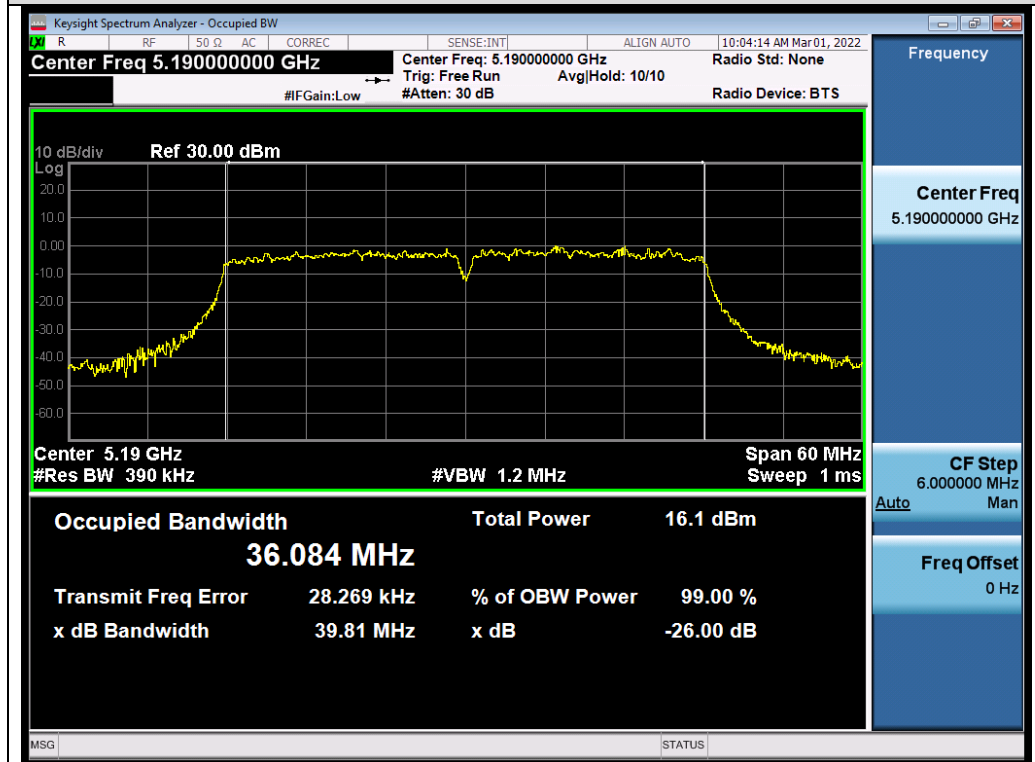 Keysight Spectrum Analyzer - Occupied BW
LXI R RF 50 Ω AC CORREC SENSE:INT ALIGN AUTO 10:04:14 AM Mar 01, 2022
Center Freq 5.190000000 GHz
Center Freq: 5.190000000 GHz
Radio Std: None
Trig: Free Run Avg|Hold: 10/10
#IFGain:Low
#Atten: 30 dB
Radio Device: BTS
Frequency
10 dB/div Ref 30.00 dBm
Log
20.0
10.0
0.00
-10.0
-20.0
-30.0
-40.0
-50.0
-60.0
Center 5.19 GHz Span 60 MHz
#Res BW 390 kHz #VBW 1.2 MHz Sweep 1 ms
Occupied Bandwidth
36.084 MHz
Total Power 16.1 dBm
Transmit Freq Error 28.269 kHz % of OBW Power 99.00 %
x dB Bandwidth 39.81 MHz x dB -26.00 dB
Center Freq
5.190000000 GHz
CF Step
6.000000 MHz
Auto Man
Freq Offset
0 Hz
MSG STATUS